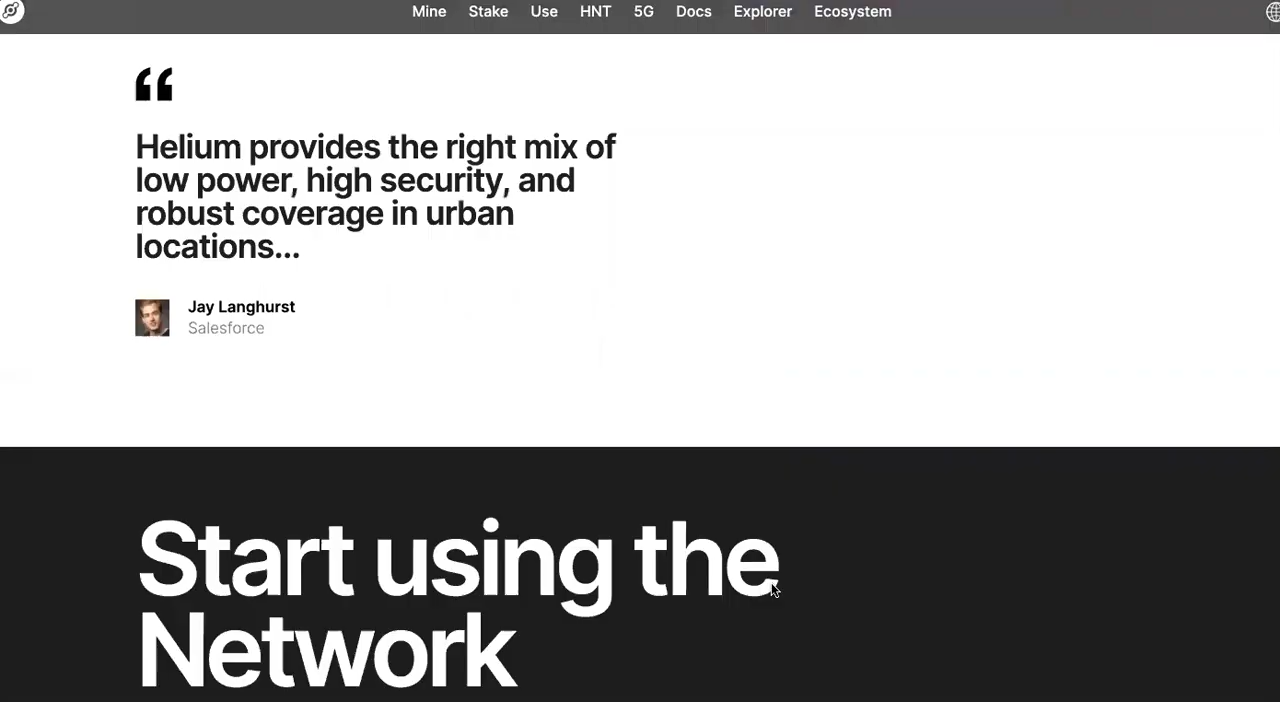 Mine Stake Use HNT 5G Docs Explorer Ecosystem
“
Helium provides the right mix of
low power, high security, and
robust coverage in urban
locations...
Jay Langhurst
Salesforce
Start using the
Network